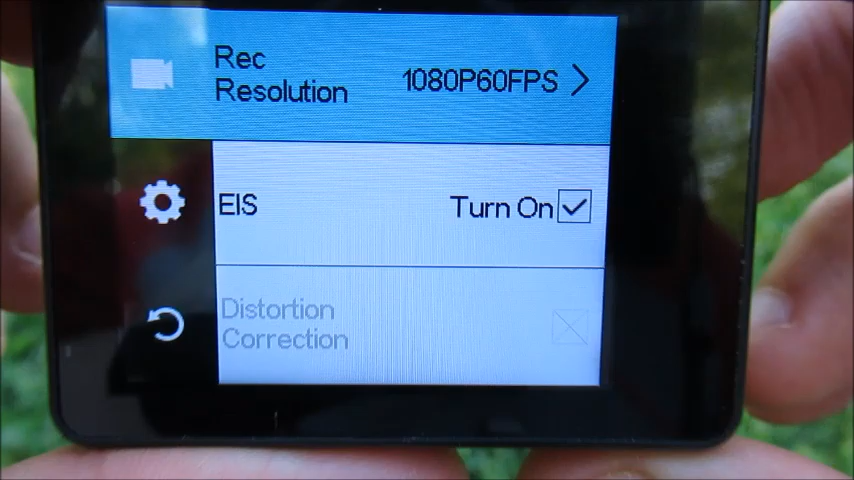 Rec
Resolution
1080P60FPS
EIS
Turn On
Distortion
Correction